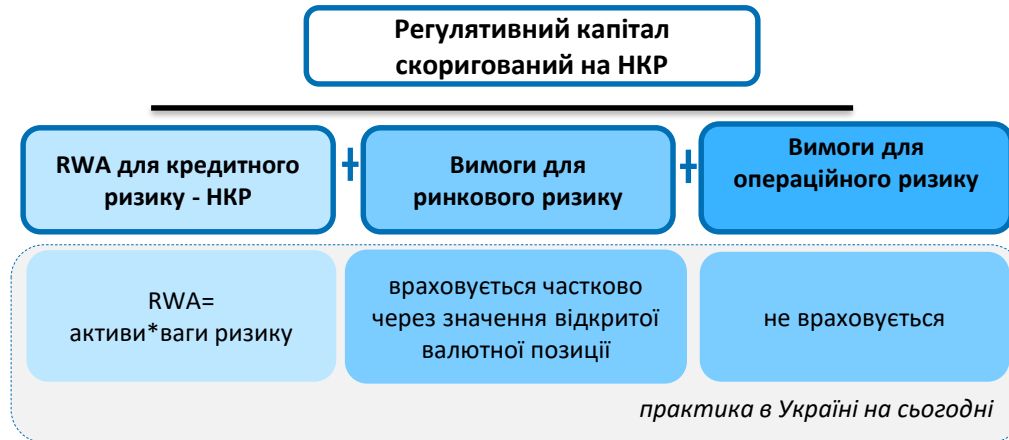 Регулятивний капітал
скоригований на НКР
RWA для кредитного
ризику - НКР
+
Вимоги для
ринкового ризику
+
Вимоги для
операційного ризику
RWA=
активи*ваги ризику
враховується частково
через значення відкритої
валютної позиції
не враховується
практика в Україні на сьогодні